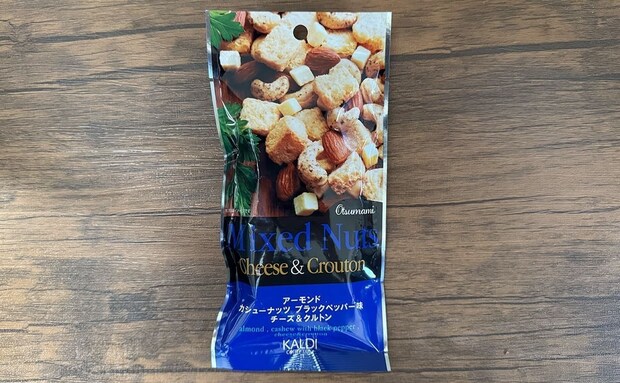 Otsumami
Mixed Nuts
Cheese & Crouton
アーモンド
カシューナッツ ブラックペッパー味
チーズ＆クルトン
almond , cashew with black pepper ,
KALDI